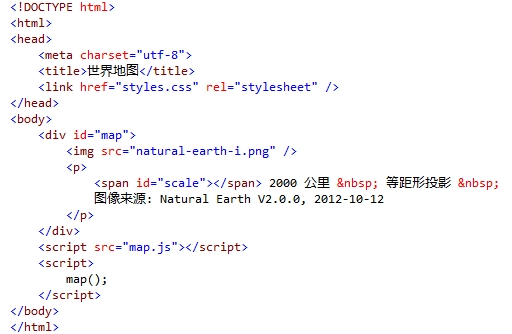 <!DOCTYPE html>
<html>
<head>
    <meta charset="utf-8">
    <title>世界地图</title>
    <link href="styles.css" rel="stylesheet" />
</head>
<body>
    <div id="map">
        <img src="natural-earth-i.png" />
        <p>
            <span id="scale"></span> 2000 公里 &nbsp; 等距形投影 &nbsp;
            图像来源: Natural Earth V2.0.0, 2012-10-12
        </p>
    </div>
    <script src="map.js"></script>
    <script>
        map();
    </script>
</body>
</html>